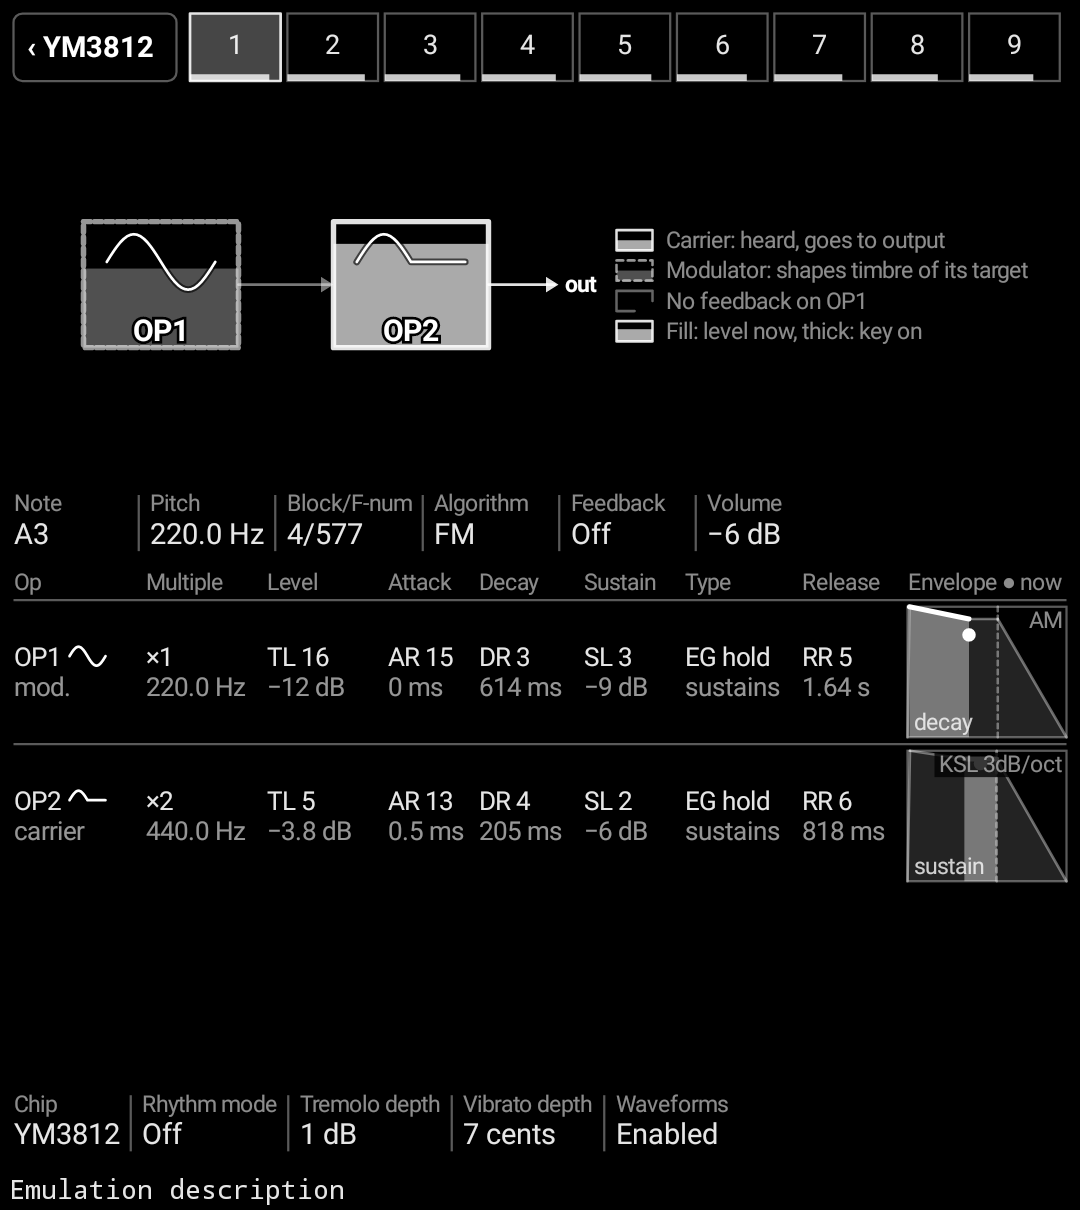 ‹ YM3812 1 2 3 4 5 6 7 8 9
Carrier: heard, goes to output
Modulator: shapes timbre of its target
No feedback on OP1
Fill: level now, thick: key on
OP1 OP2 out
Note Pitch Block/F-num Algorithm Feedback Volume
A3 220.0 Hz 4/577 FM Off −6 dB
Op Multiple Level Attack Decay Sustain Type Release Envelope ● now
AM
OP1 ×1 TL 16 AR 15 DR 3 SL 3 EG hold RR 5
mod. 220.0 Hz −12 dB 0 ms 614 ms −9 dB sustains 1.64 s
decay
KSL 3dB/oct
OP2 ×2 TL 5 AR 13 DR 4 SL 2 EG hold RR 6
carrier 440.0 Hz −3.8 dB 0.5 ms 205 ms −6 dB sustains 818 ms
sustain
Chip Rhythm mode Tremolo depth Vibrato depth Waveforms
YM3812 Off 1 dB 7 cents Enabled
Emulation description